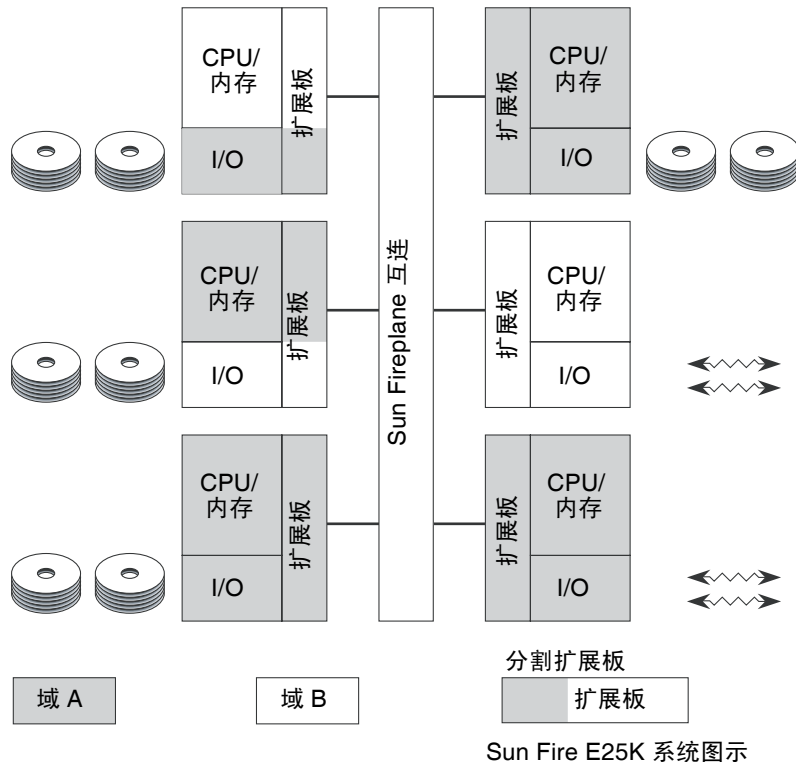 CPU/
内存
扩展板
I/O
扩展板
CPU/
内存
I/O
CPU/
内存
扩展板
I/O
Sun Fireplane 互连
扩展板
CPU/
内存
I/O
CPU/
内存
扩展板
I/O
扩展板
CPU/
内存
I/O
域 A
域 B
分割扩展板
扩展板
Sun Fire E25K 系统图示